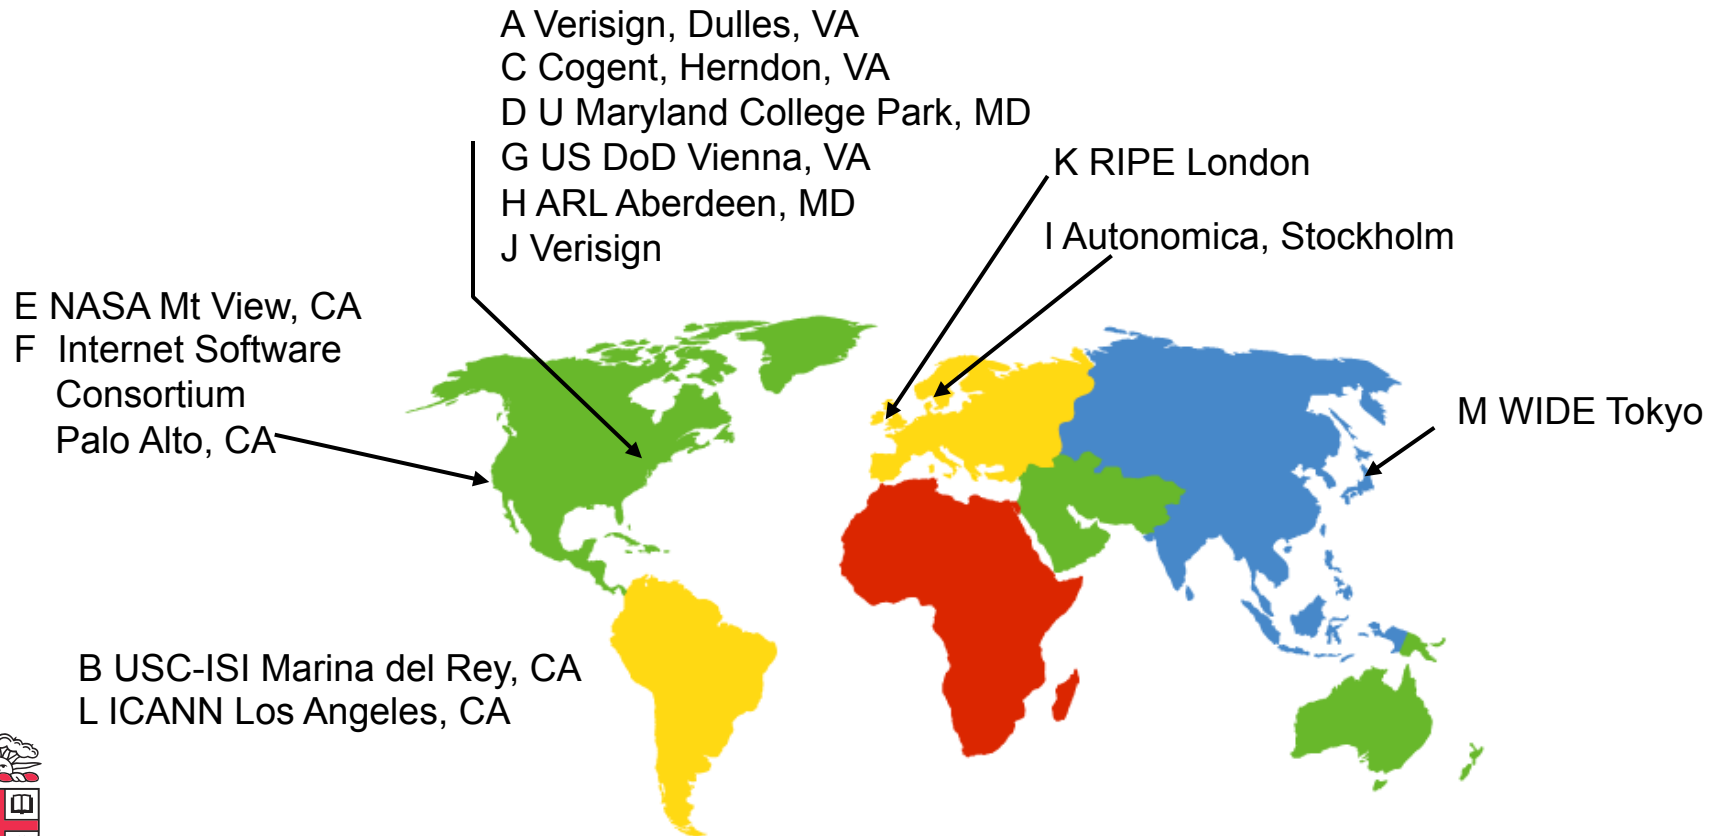 A Verisign, Dulles, VA
C Cogent, Herndon, VA
D U Maryland College Park, MD
G US DoD Vienna, VA
H ARL Aberdeen, MD
J Verisign
K RIPE London
I Autonomica, Stockholm
E NASA Mt View, CA
F Internet Software
Consortium
Palo Alto, CA
M WIDE Tokyo
B USC-ISI Marina del Rey, CA
L ICANN Los Angeles, CA